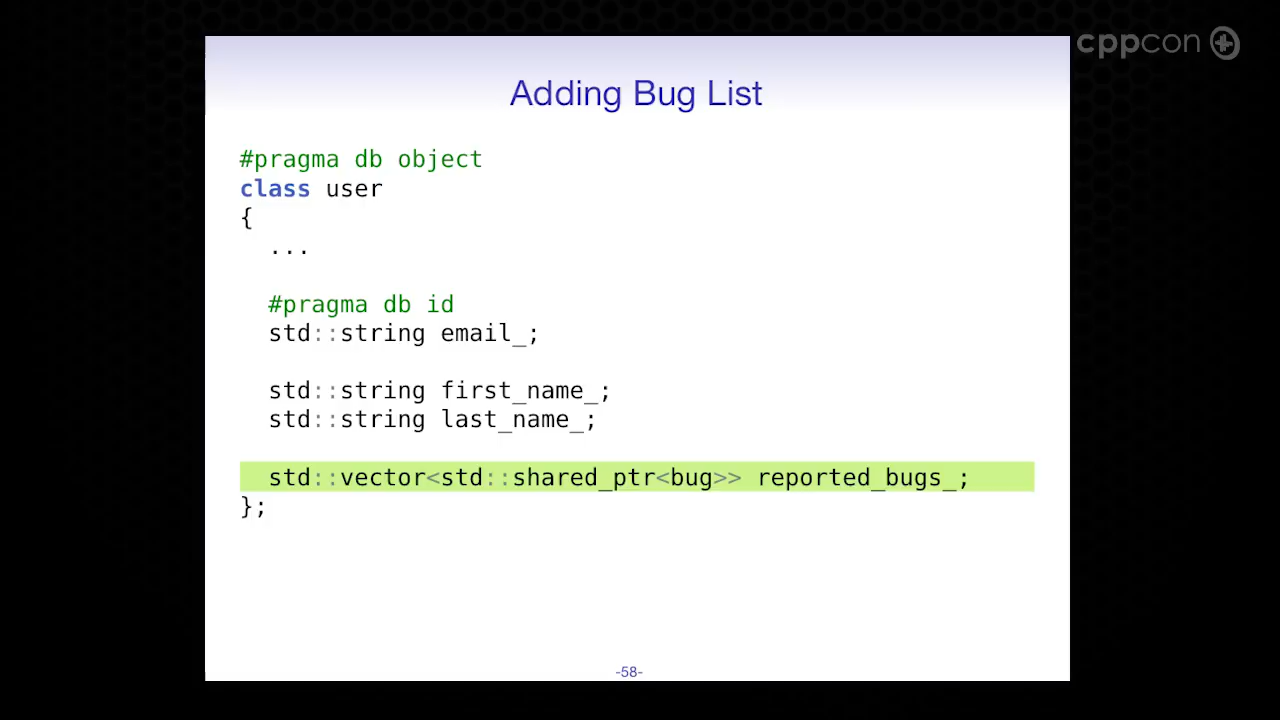 cppcon
Adding Bug List
#pragma db object
class user
{
...
#pragma db id
std::string email_;
std::string first_name_;
std::string last_name_;
std::vector<std::shared_ptr<bug>> reported_bugs_;
};
-58-